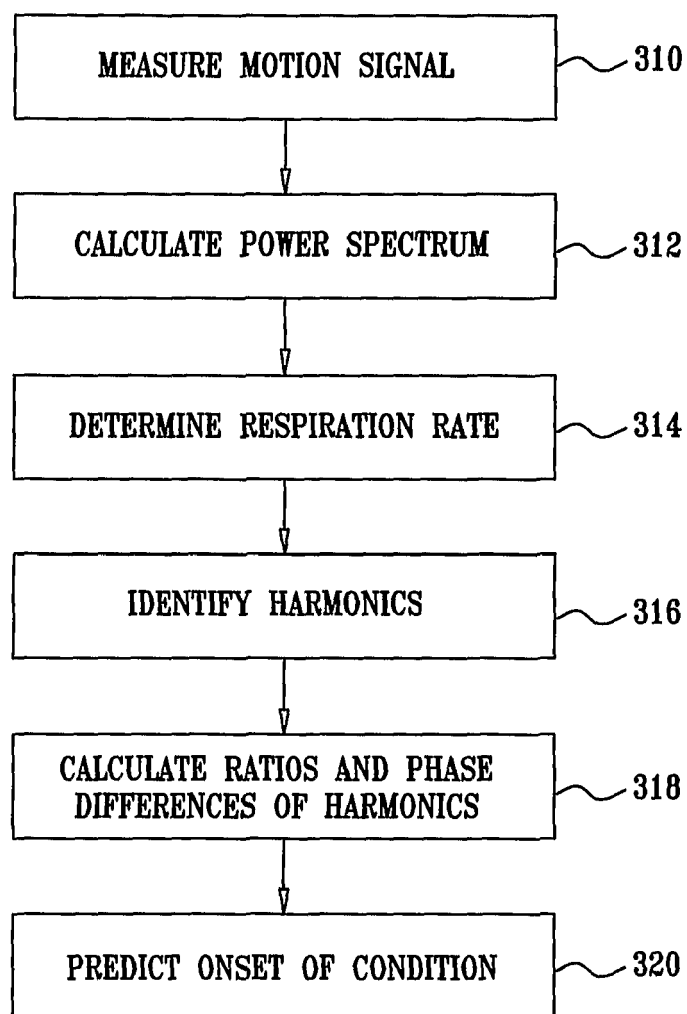 MEASURE MOTION SIGNAL
310
CALCULATE POWER SPECTRUM
312
DETERMINE RESPIRATION RATE
314
IDENTIFY HARMONICS
316
CALCULATE RATIOS AND PHASE
DIFFERENCES OF HARMONICS
318
PREDICT ONSET OF CONDITION
320